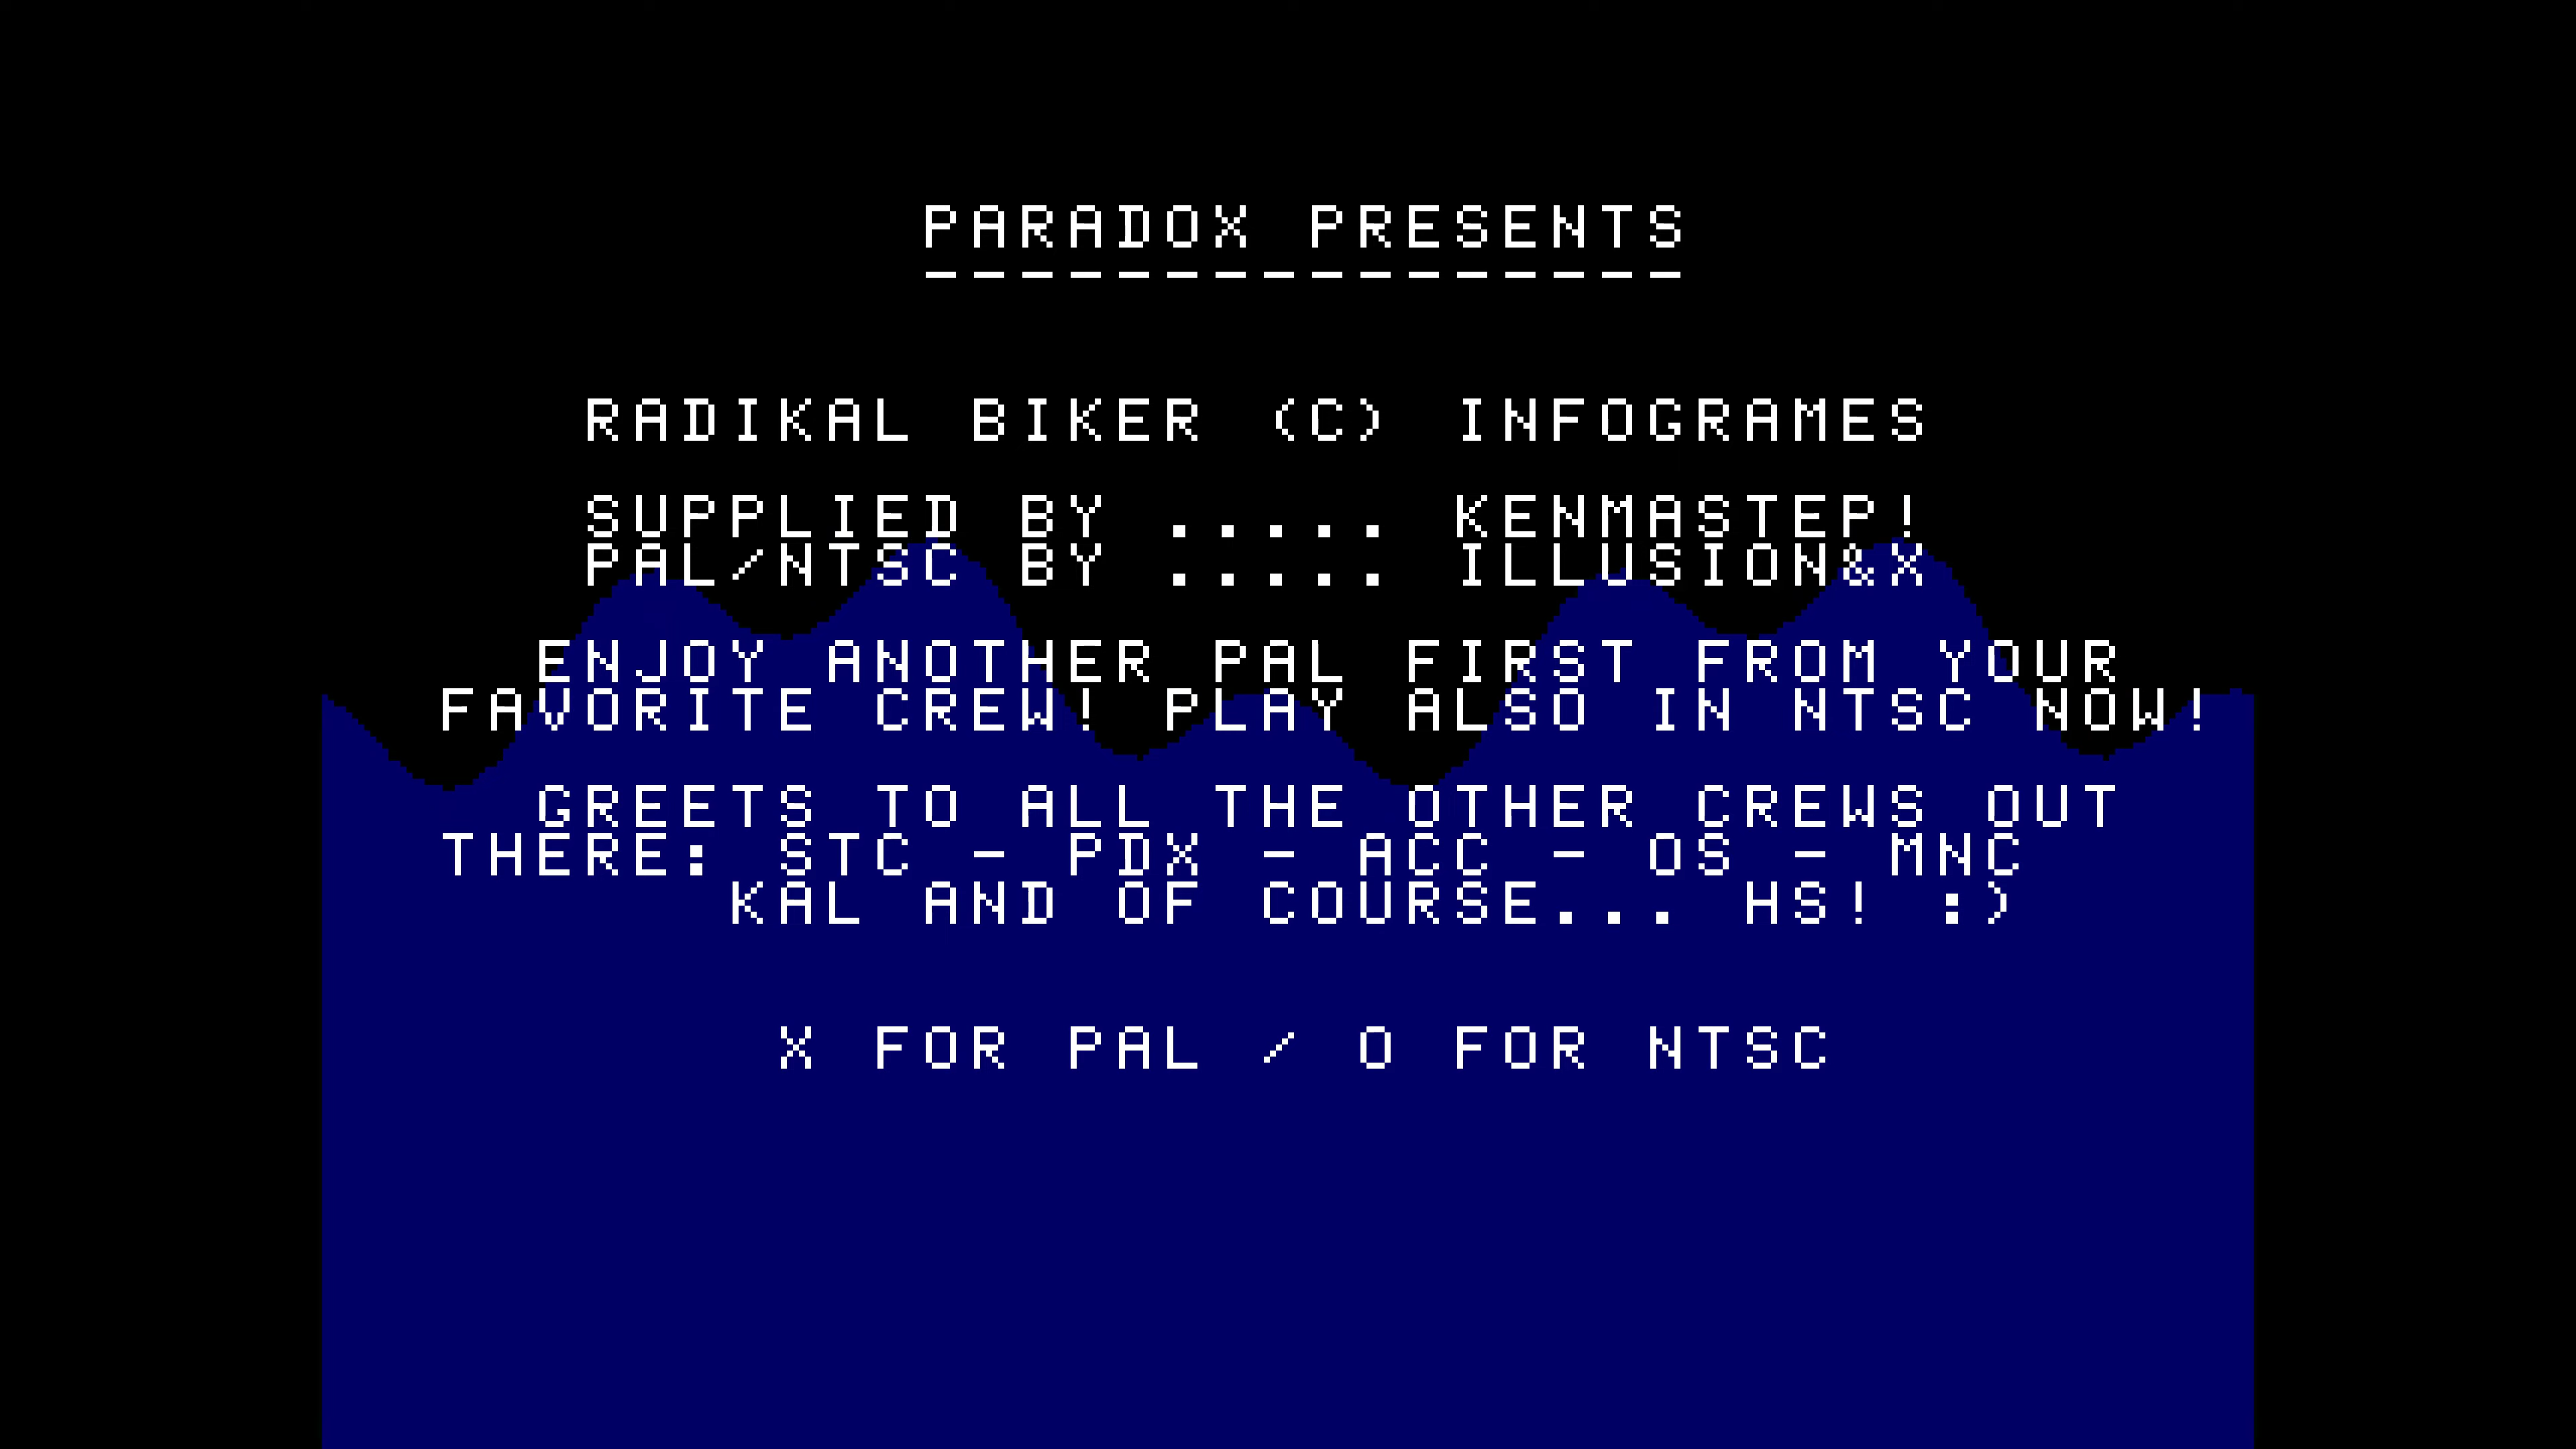 PARADOX PRESENTS
----------------
RADIKAL BIKER (C) INFOGRAMES
SUPPLIED BY ..... KENMASTEP!
PAL/NTSC BY ..... ILLUSION&X
ENJOY ANOTHER PAL FIRST FROM YOUR
FAVORITE CREW! PLAY ALSO IN NTSC NOW!
GREETS TO ALL THE OTHER CREWS OUT
THERE: STC - PDX - ACC - OS - MNC
KAL AND OF COURSE... HS! :)
X FOR PAL / O FOR NTSC